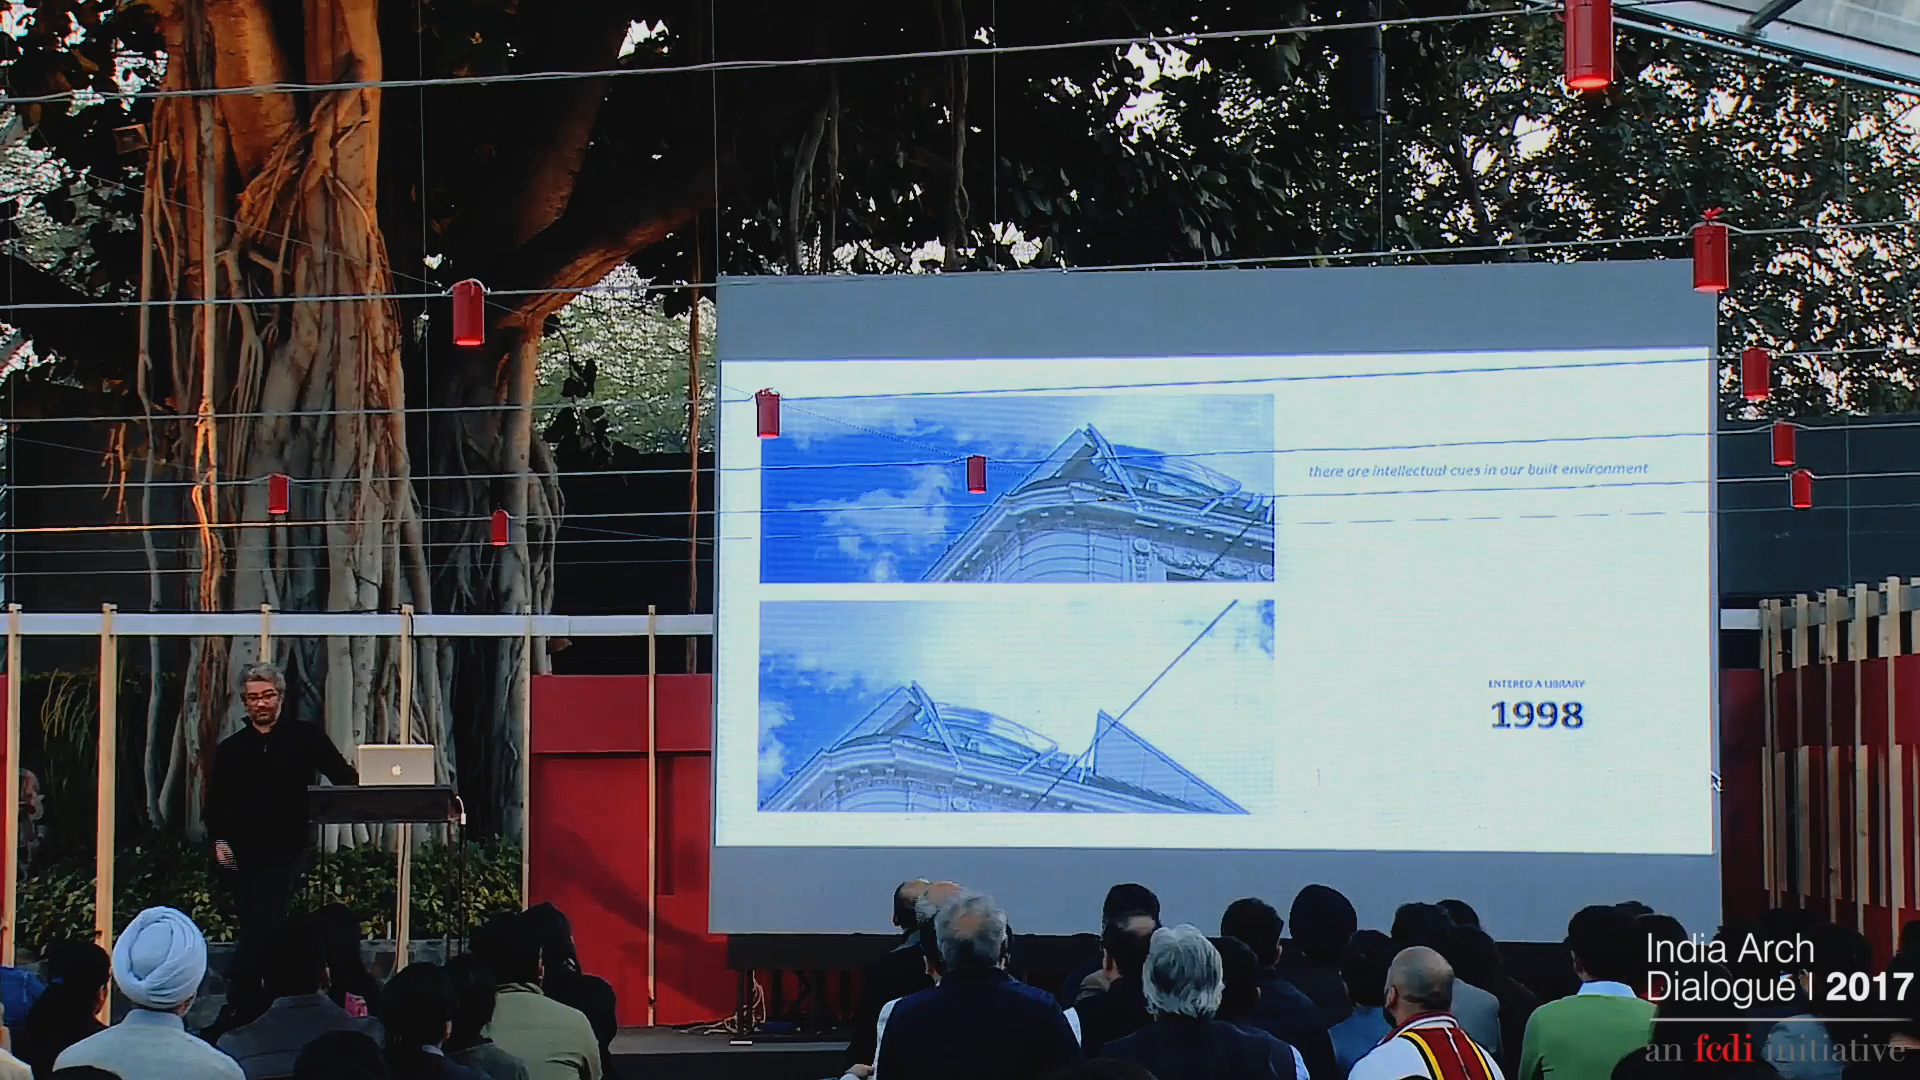 there are intellectual cues in our built environment
ENTERED A LIBRARY
1998
India Arch
Dialogue | 2017
an fcdi initiative